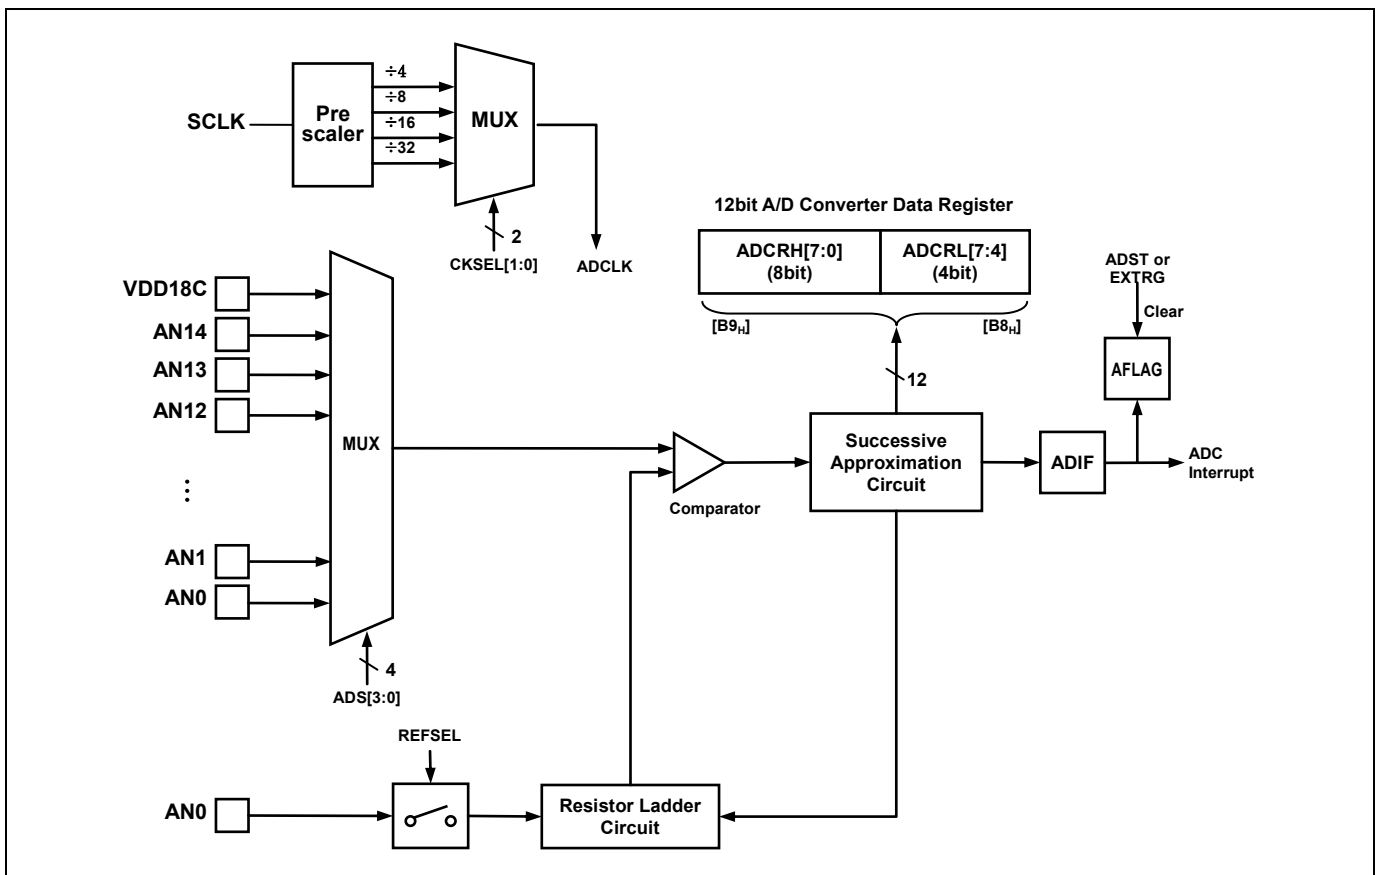 SCLK
Pre
scaler
÷4
÷8
÷16
÷32
MUX
2
CKSEL[1:0]
ADCLK
12bit A/D Converter Data Register
ADCRH[7:0]
(8bit)
ADCRL[7:4]
(4bit)
[B9H]
[B8H]
12
ADST or
EXTRG
Clear
AFLAG
VDD18C
AN14
AN13
AN12
⋮
AN1
AN0
MUX
4
ADS[3:0]
Comparator
Successive
Approximation
Circuit
ADIF
ADC
Interrupt
REFSEL
AN0
Resistor Ladder
Circuit